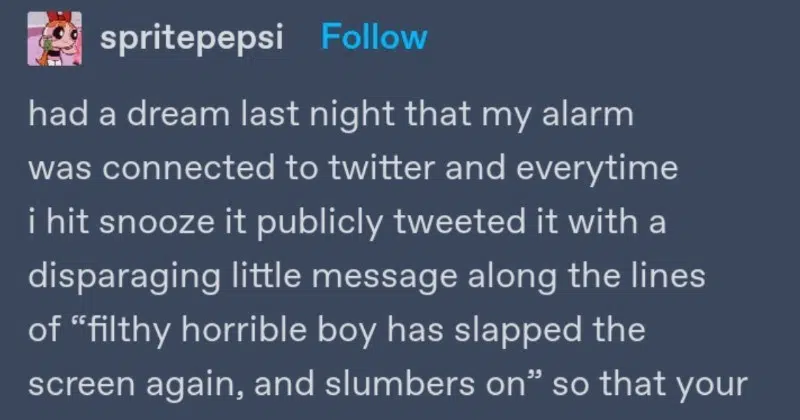 spritepepsi Follow
had a dream last night that my alarm
was connected to twitter and everytime
i hit snooze it publicly tweeted it with a
disparaging little message along the lines
of “filthy horrible boy has slapped the
screen again, and slumbers on” so that your